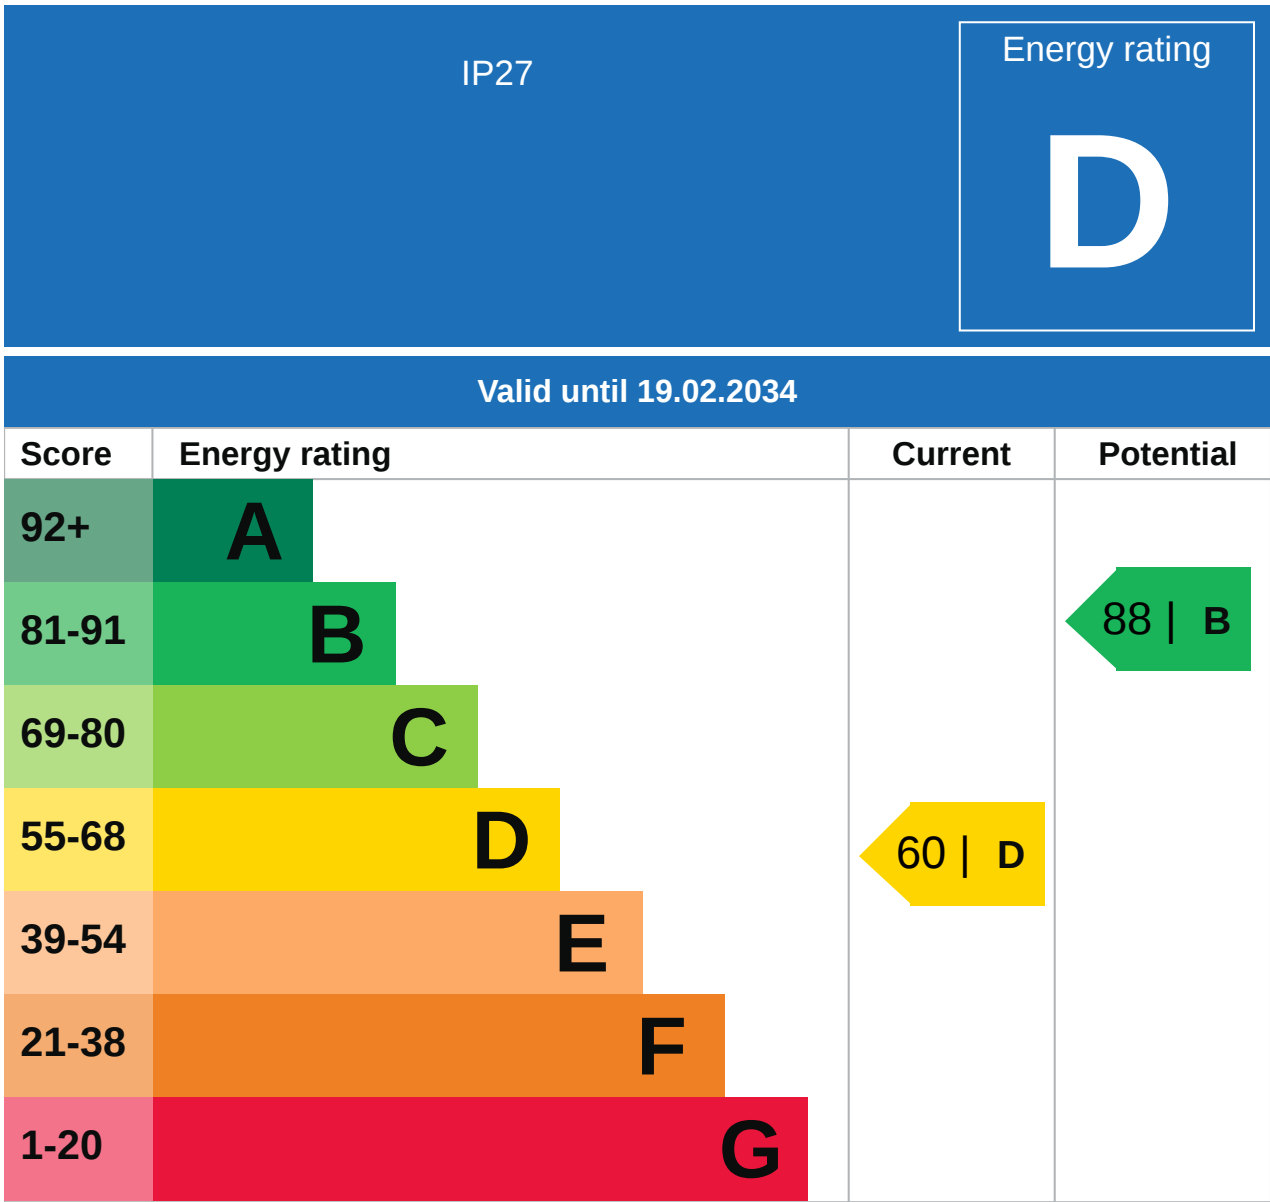 IP27
Energy rating
D
Valid until 19.02.2034
Score Energy rating Current Potential
92+ A
81-91 B 88 | B
69-80 C
55-68 D 60 | D
39-54 E
21-38 F
1-20 G